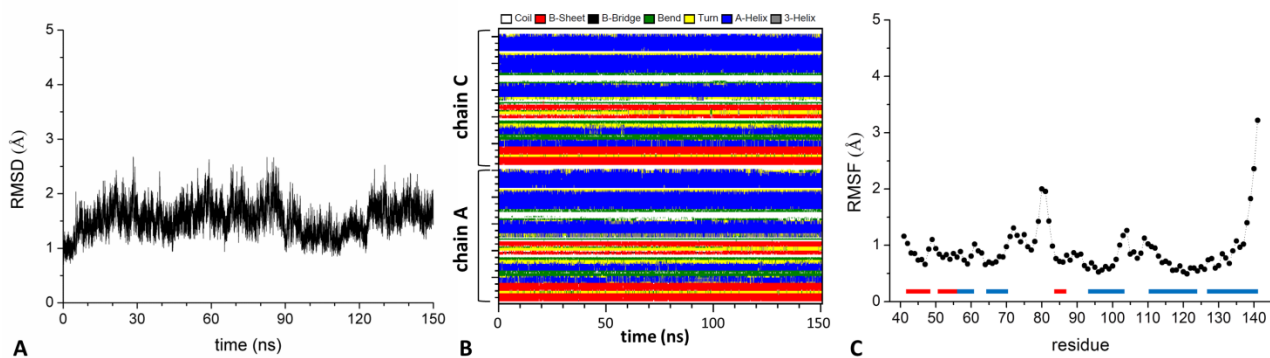 5
4
3
2
1
0
RMSD (Å)
0 30 60 90 120 150
time (ns)
A
Coil B-Sheet B-Bridge Bend Turn A-Helix 3-Helix
chain C
chain A
0 50 100 150
time (ns)
B
5
4
3
2
1
0
RMSF (Å)
40 50 60 70 80 90 100 110 120 130 140
residue
C